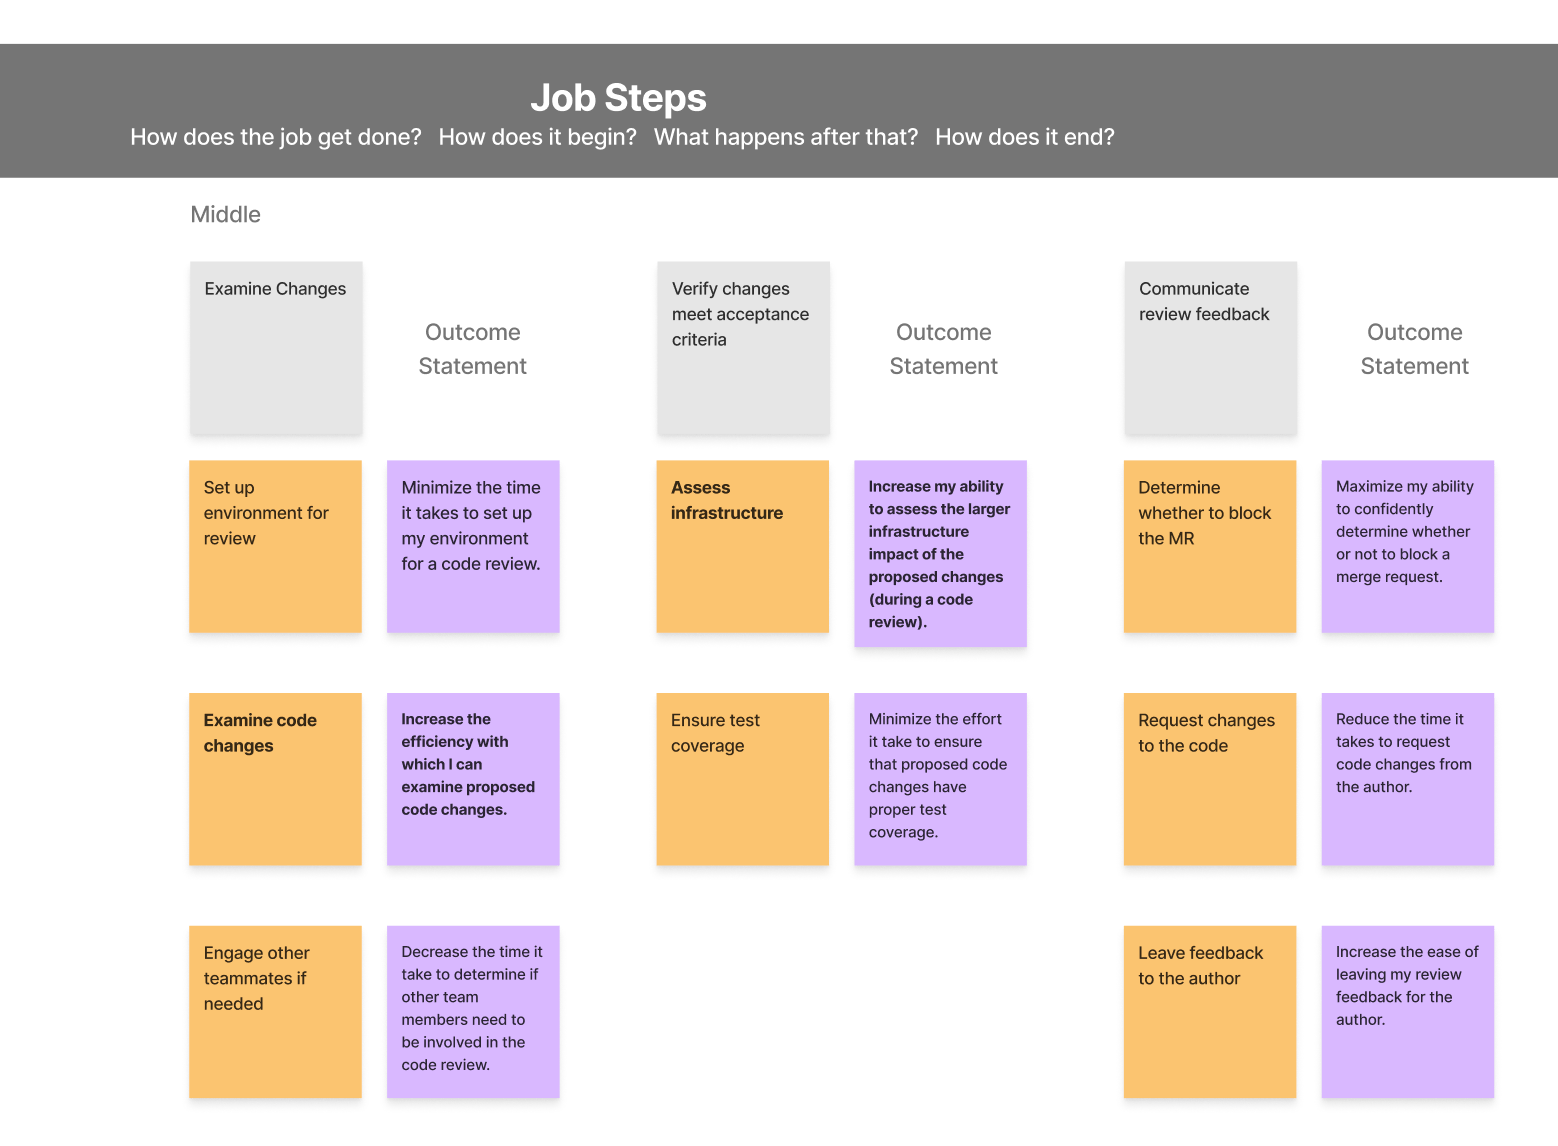 Job Steps
How does the job get done? How does it begin? What happens after that? How does it end?
Middle
Examine Changes
Outcome
Statement
Verify changes
meet acceptance
criteria
Outcome
Statement
Communicate
review feedback
Outcome
Statement
Set up
environment for
review
Minimize the time
it takes to set up
my environment
for a code review.
Assess
infrastructure
Increase my ability
to assess the larger
infrastructure
impact of the
proposed changes
(during a code
review).
Determine
whether to block
the MR
Maximize my ability
to confidently
determine whether
or not to block a
merge request.
Examine code
changes
Increase the
efficiency with
which I can
examine proposed
code changes.
Ensure test
coverage
Minimize the effort
it take to ensure
that proposed code
changes have
proper test
coverage.
Request changes
to the code
Reduce the time it
takes to request
code changes from
the author.
Engage other
teammates if
needed
Decrease the time it
take to determine if
other team
members need to
be involved in the
code review.
Leave feedback
to the author
Increase the ease of
leaving my review
feedback for the
author.